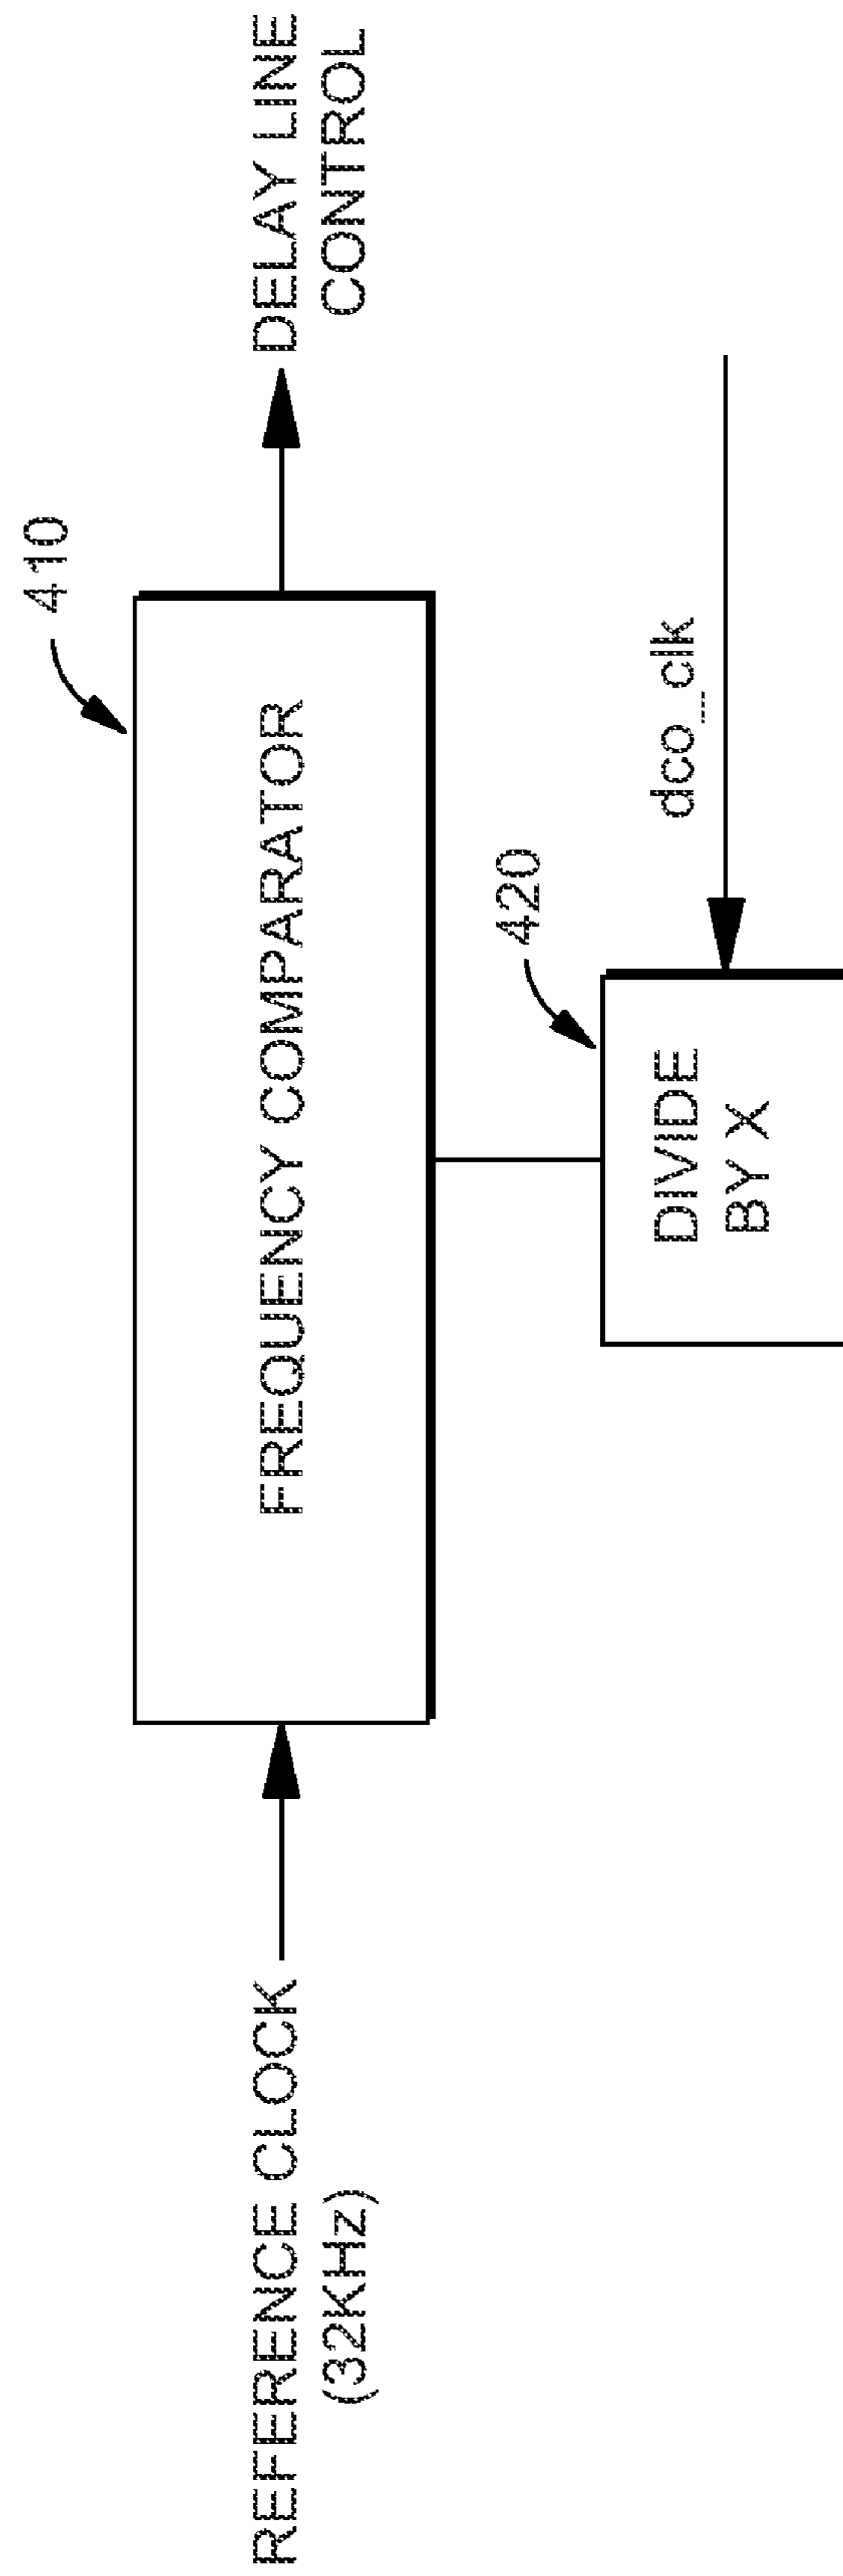 410
REFERENCE CLOCK
(32KHz)
FREQUENCY COMPARATOR
DELAY LINE
CONTROL
420
DIVIDE
BY X
dco_clk